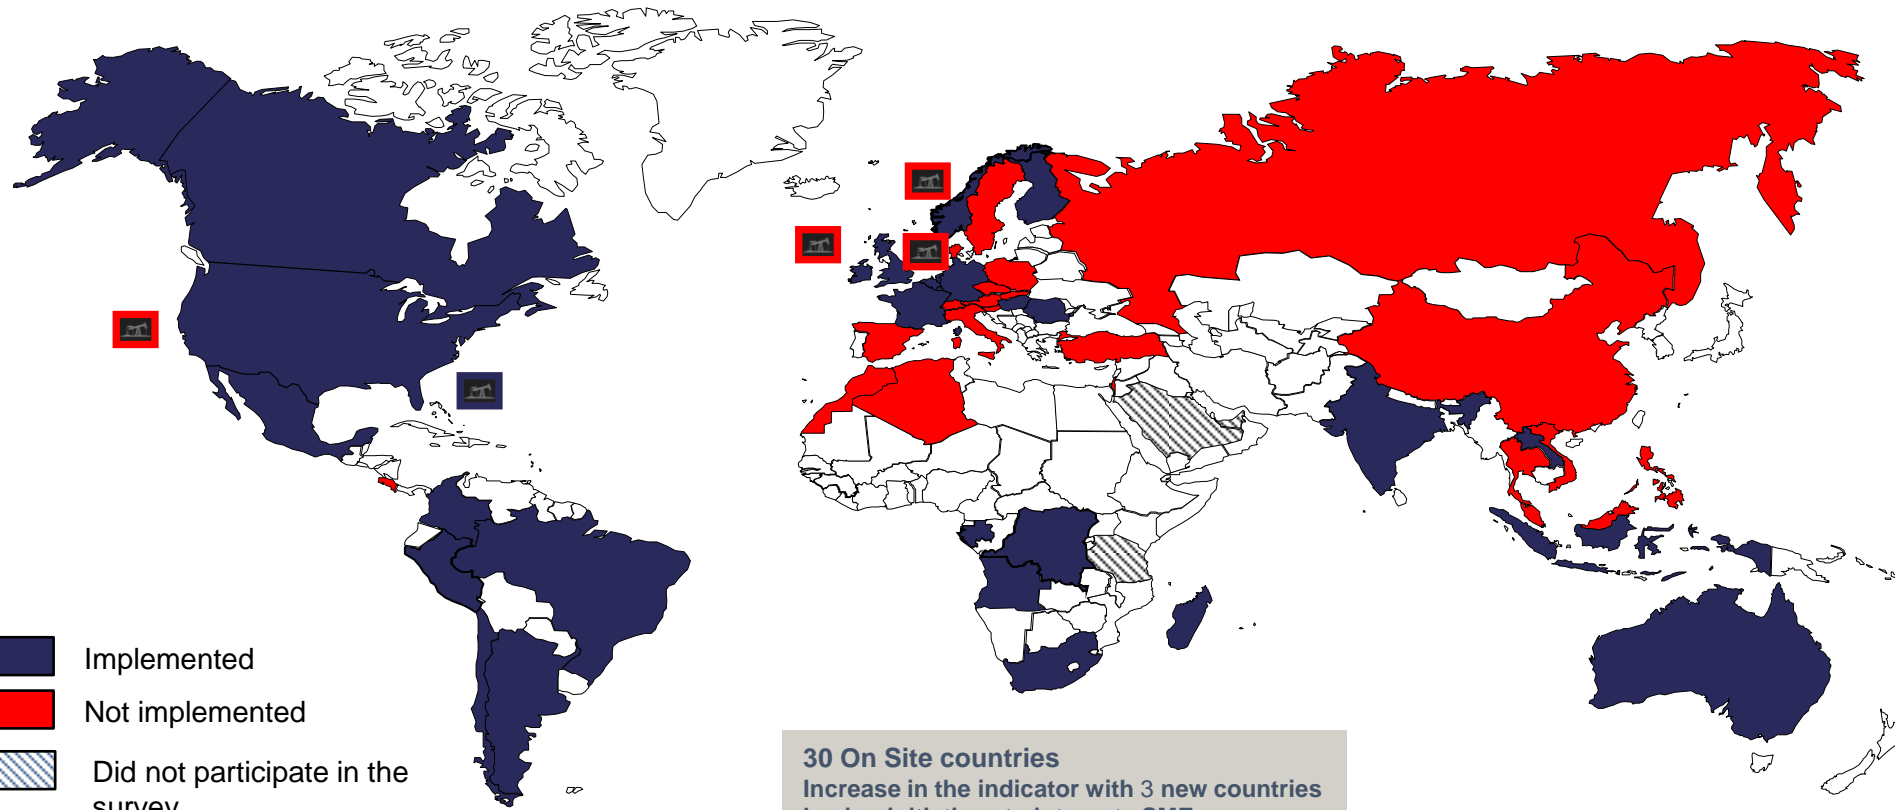 Implemented
Not implemented
Did not participate in the
survey
30 On Site countries
Increase in the indicator with 3 new countries